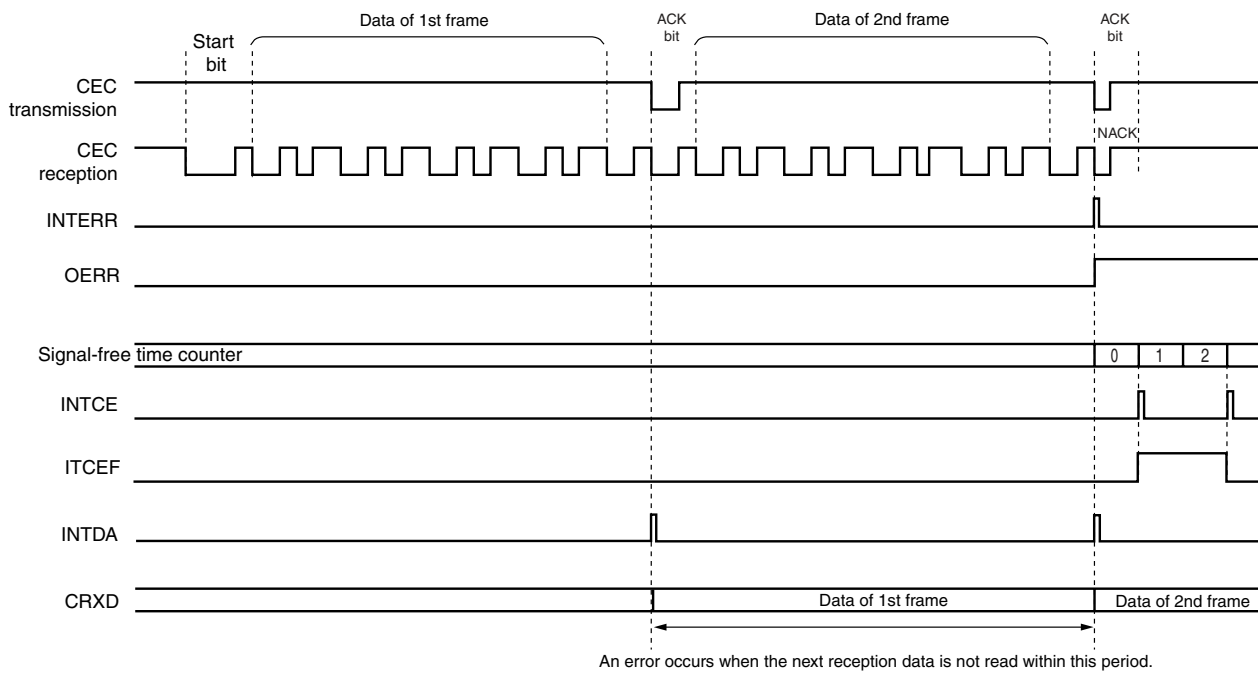 Data of 1st frame
ACK
bit
Data of 2nd frame
ACK
bit
Start
bit
CEC
transmission
NACK
CEC
reception
INTERR
OERR
Signal-free time counter
0
1
2
INTCE
ITCEF
INTDA
CRXD
Data of 1st frame
Data of 2nd frame
An error occurs when the next reception data is not read within this period.